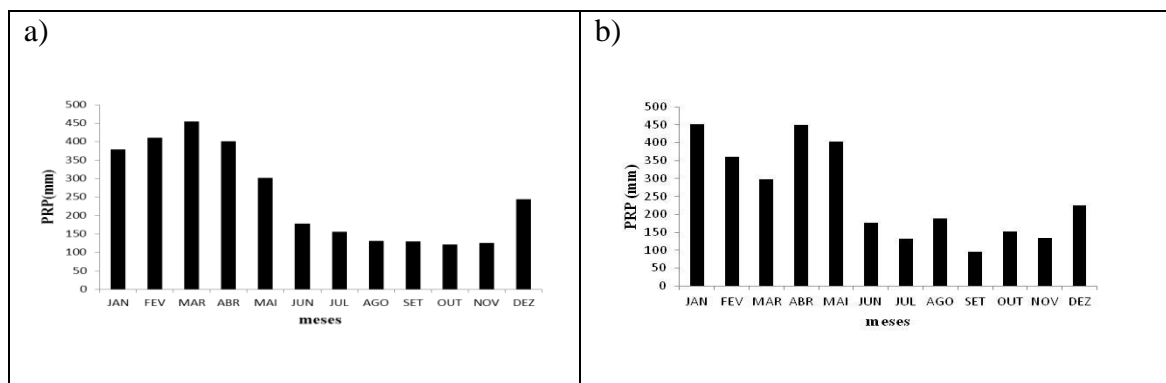 a)
PRP(mm)
500
450
400
350
300
250
200
150
100
50
0
JAN FEV MAR ABR MAI JUN JUL AGO SET OUT NOV DEZ
meses
b)
PRP (mm)
500
450
400
350
300
250
200
150
100
50
0
JAN FEV MAR ABR MAI JUN JUL AGO SET OUT NOV DEZ
meses